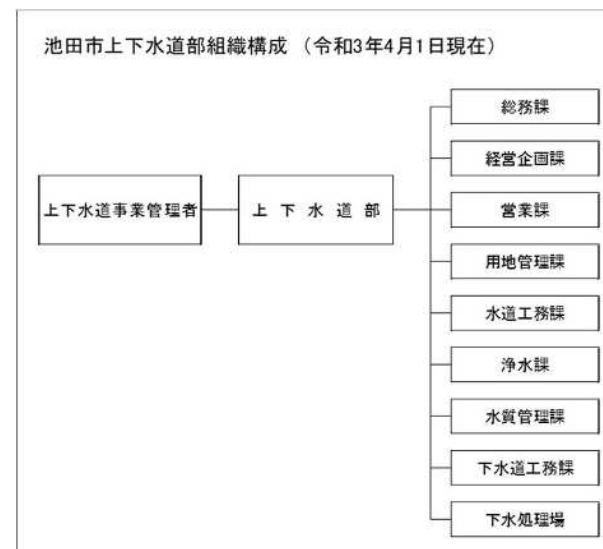 池田市上下水道部組織構成 （令和3年4月1日現在）
総務課
経営企画課
上下水道事業管理者
上下水道部
営業課
用地管理課
水道工務課
浄水課
水質管理課
下水道工務課
下水処理場